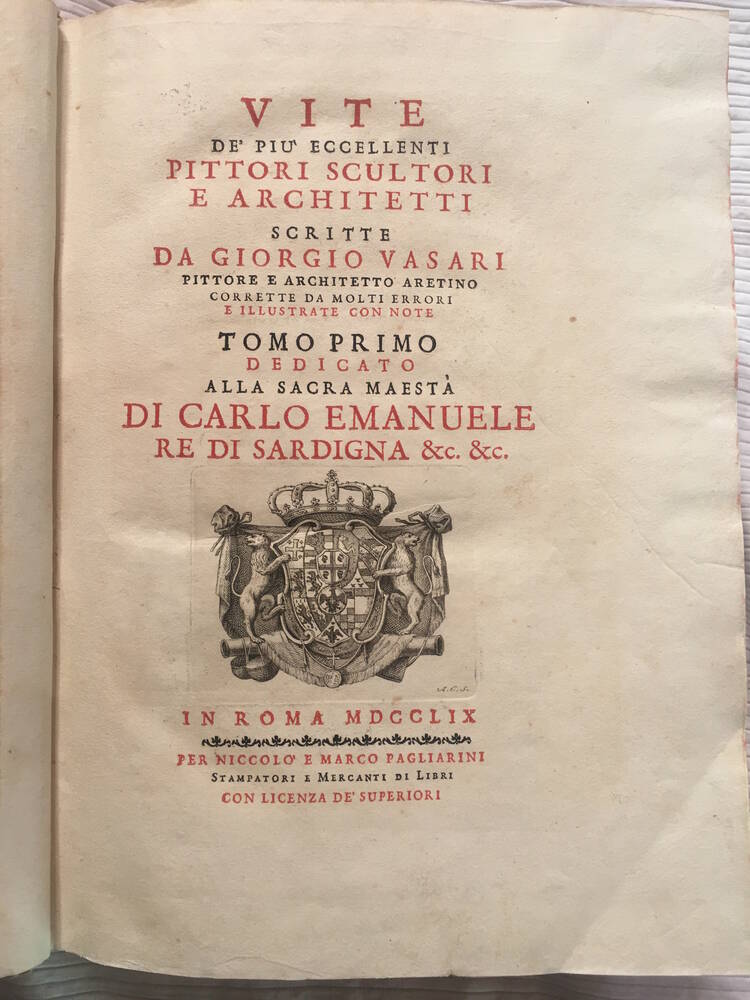 VITE
DE' PIU' ECCELLENTI
PITTORI SCULTORI
E ARCHITETTI
SCRITTE
DA GIORGIO VASARI
PITTORE E ARCHITETTO ARETINO
CORRETTE DA MOLTI ERRORI
E ILLUSTRATE CON NOTE
TOMO PRIMO
DEDICATO
ALLA SACRA MAESTÀ
DI CARLO EMANUELE
RE DI SARDIGNA &c. &c.
A. C. S.
IN ROMA MDCCLIX
PER NICCOLO' E MARCO PAGLIARINI
STAMPATORI E MERCANTI DI LIBRI
CON LICENZA DE' SUPERIORI